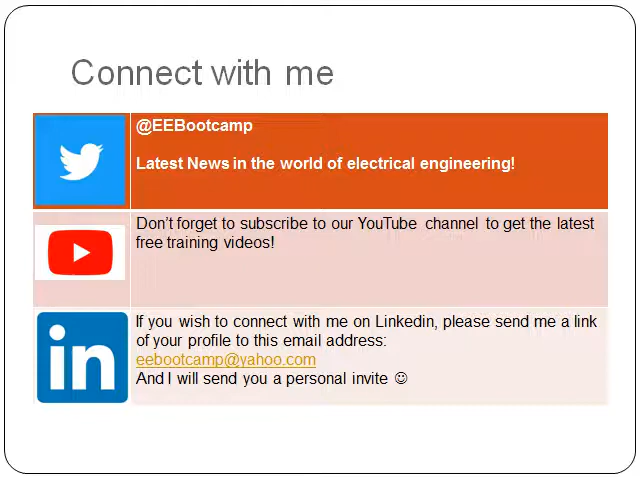 Connect with me
@EEBootcamp
Latest News in the world of electrical engineering!
Don't forget to subscribe to our YouTube channel to get the latest
free training videos!
in
If you wish to connect with me on Linkedin, please send me a link
of your profile to this email address:
eebootcamp@yahoo.com
And I will send you a personal invite ☺